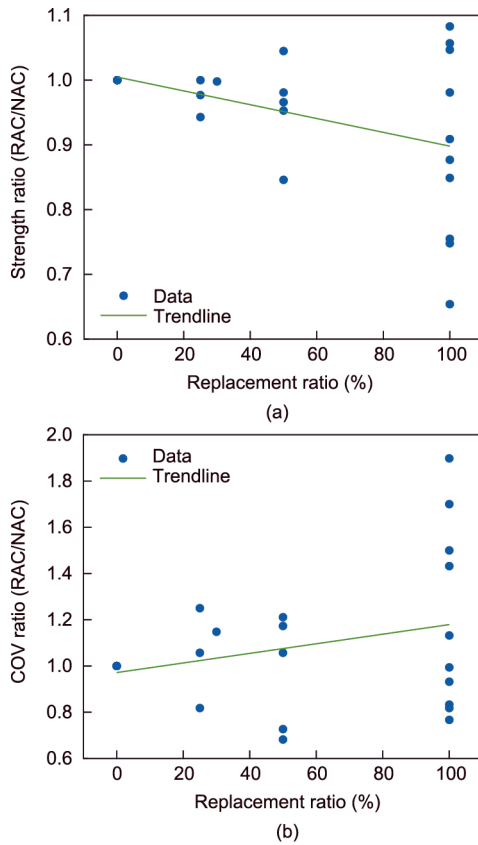 1.1
1.0
0.9
0.8
0.7
0.6
Strength ratio (RAC/NAC)
Data
Trendline
0 20 40 60 80 100
Replacement ratio (%)
(a)
2.0
1.8
1.6
1.4
1.2
1.0
0.8
0.6
COV ratio (RAC/NAC)
Data
Trendline
0 20 40 60 80 100
Replacement ratio (%)
(b)